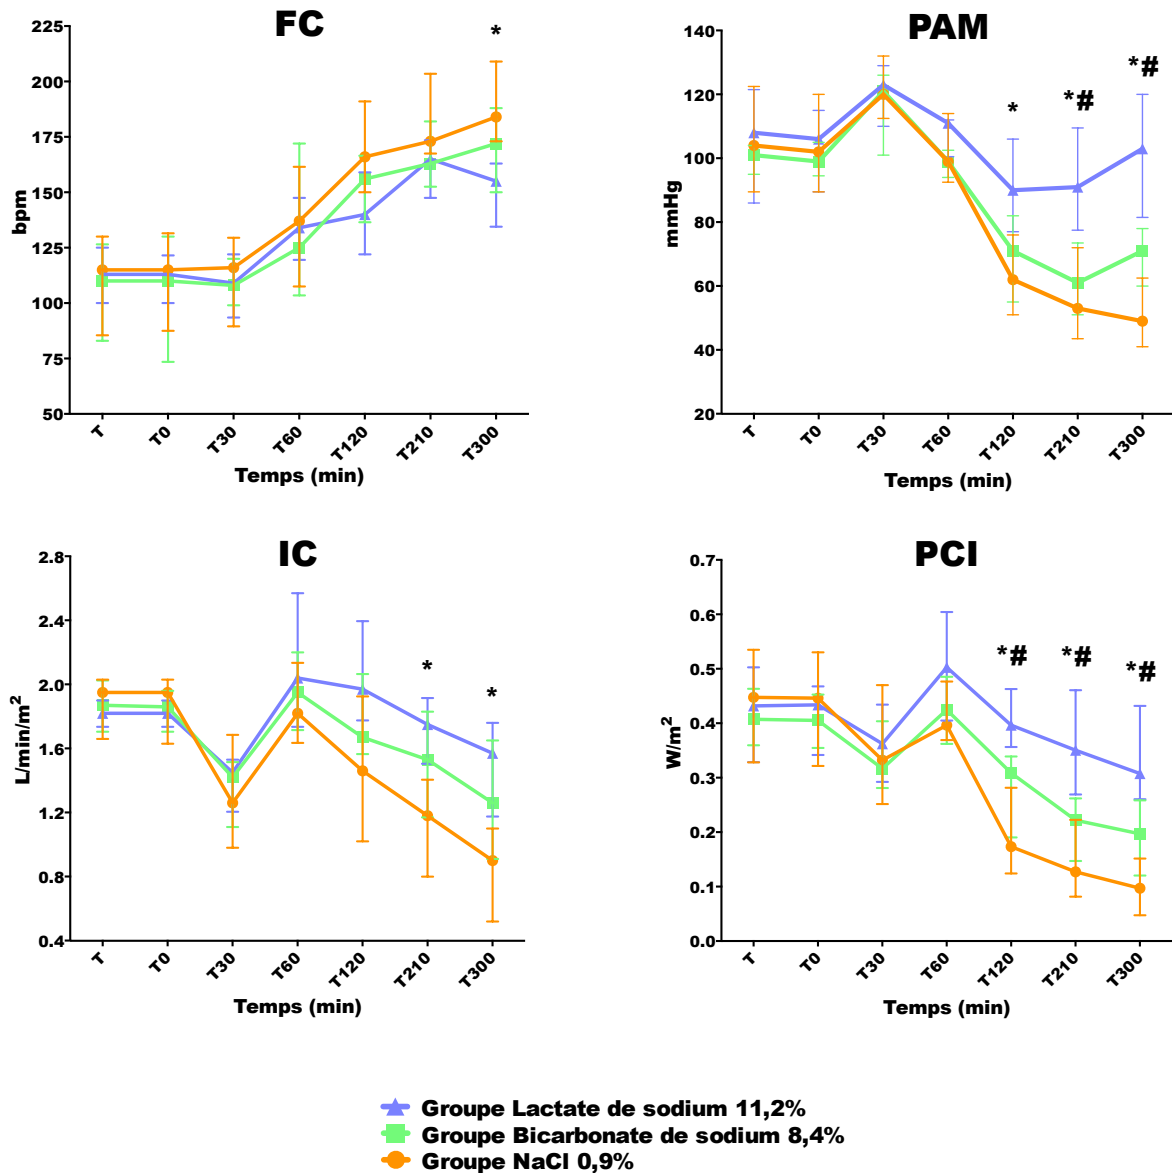 FC
225
200
175
150
125
100
75
50
bpm
T
T0
T30
T60
T120
T210
T300
Temps (min)
*
PAM
140
120
100
80
60
40
20
mmHg
T
T0
T30
T60
T120
T210
T300
Temps (min)
*
*#
*#
IC
2.8
2.4
2.0
1.6
1.2
0.8
0.4
L/min/m²
T
T0
T30
T60
T120
T210
T300
Temps (min)
*
*
PCI
0.7
0.6
0.5
0.4
0.3
0.2
0.1
0.0
W/m²
T
T0
T30
T60
T120
T210
T300
Temps (min)
*#
*#
*#
Groupe Lactate de sodium 11,2%
Groupe Bicarbonate de sodium 8,4%
Groupe NaCl 0,9%